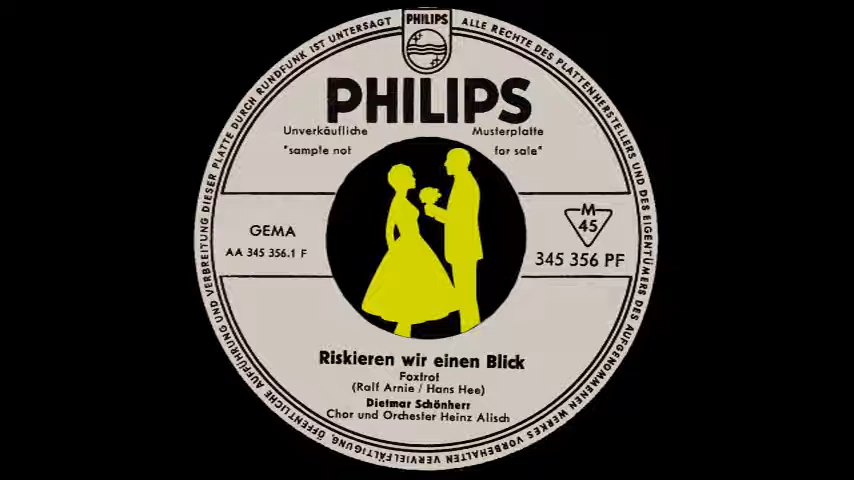 PHILIPS
ALLE RECHTE DES PLATTENHERSTELLERS UND DES EIGENTÜMERS DES AUFGENOMMENEN WERKES VORBEHALTEN VERVIELFÄLTIGUNG, ÖFFENTLICHE AUFFÜHRUNG UND VERBREITUNG DIESER PLATTE DURCH RUNDFUNK IST UNTERSAGT
PHILIPS
Unverkäufliche Musterplatte
"sample not for sale"
GEMA
AA 345 356.1 F
M
45
345 356 PF
Riskieren wir einen Blick
Foxtrot
(Ralf Arnie / Hans Hee)
Dietmar Schönherr
Chor und Orchester Heinz Alisch